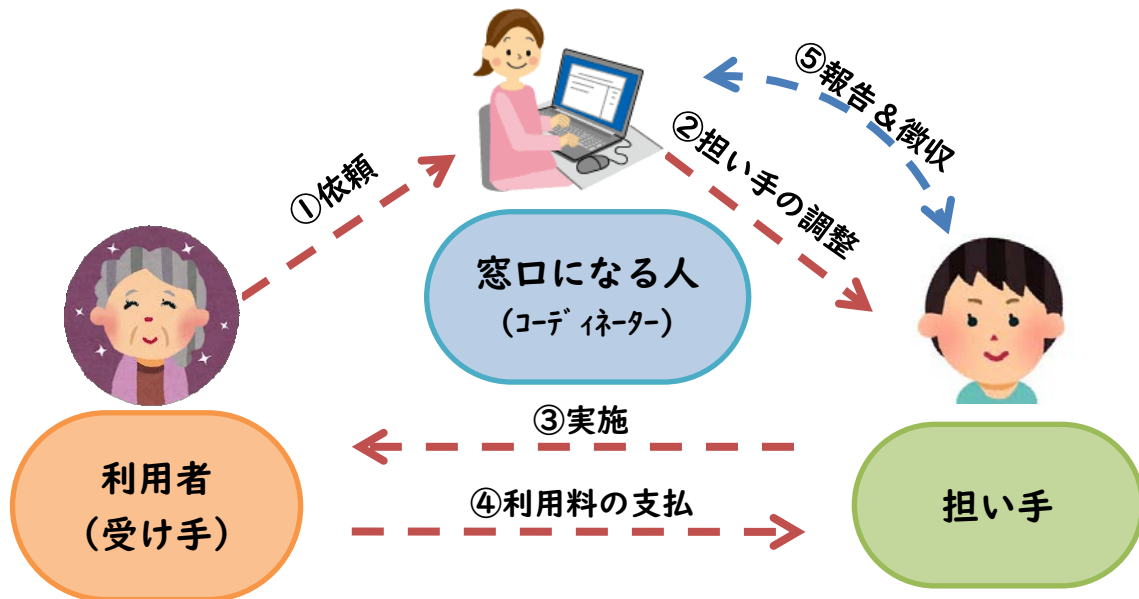 ⑤報告＆徴収
①依頼
②担い手の調整
窓口になる人
(ｺｰﾃﾞｨﾈｰﾀｰ)
③実施
利用者
(受け手)
④利用料の支払
担い手